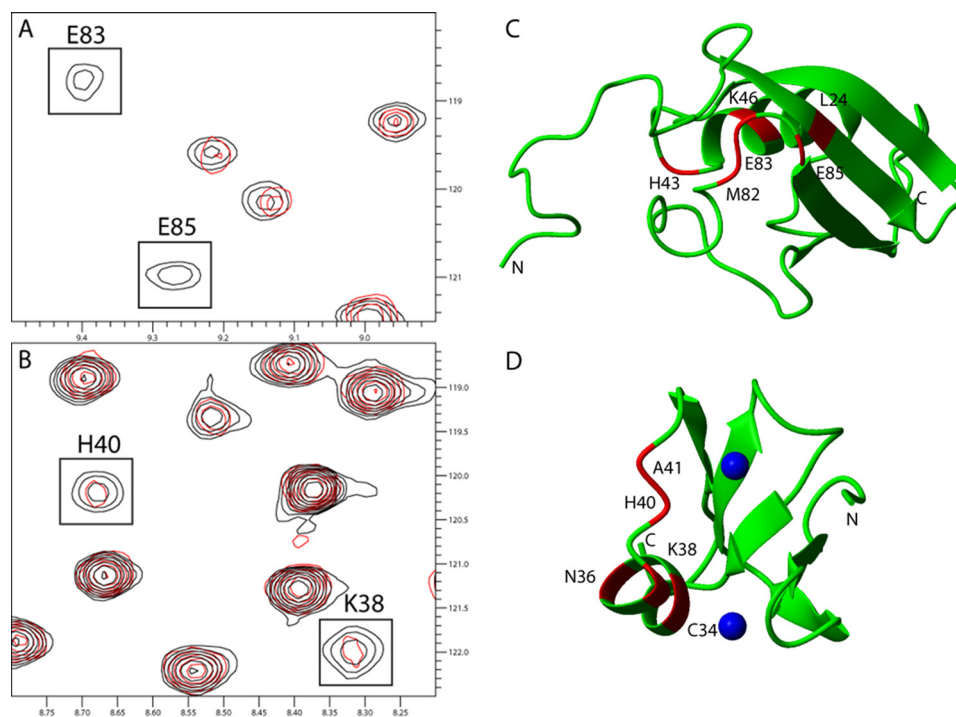 A
E83
E85
119
120
121
9.4 9.3 9.2 9.1 9.0
B
H40
K38
119.0
119.5
120.0
120.5
121.0
121.5
122.0
8.75 8.70 8.65 8.60 8.55 8.50 8.45 8.40 8.35 8.30 8.25
C
K46 L24
E83
H43 M82 E85 C
N
D
A41
H40
C K38 N
N36
C34